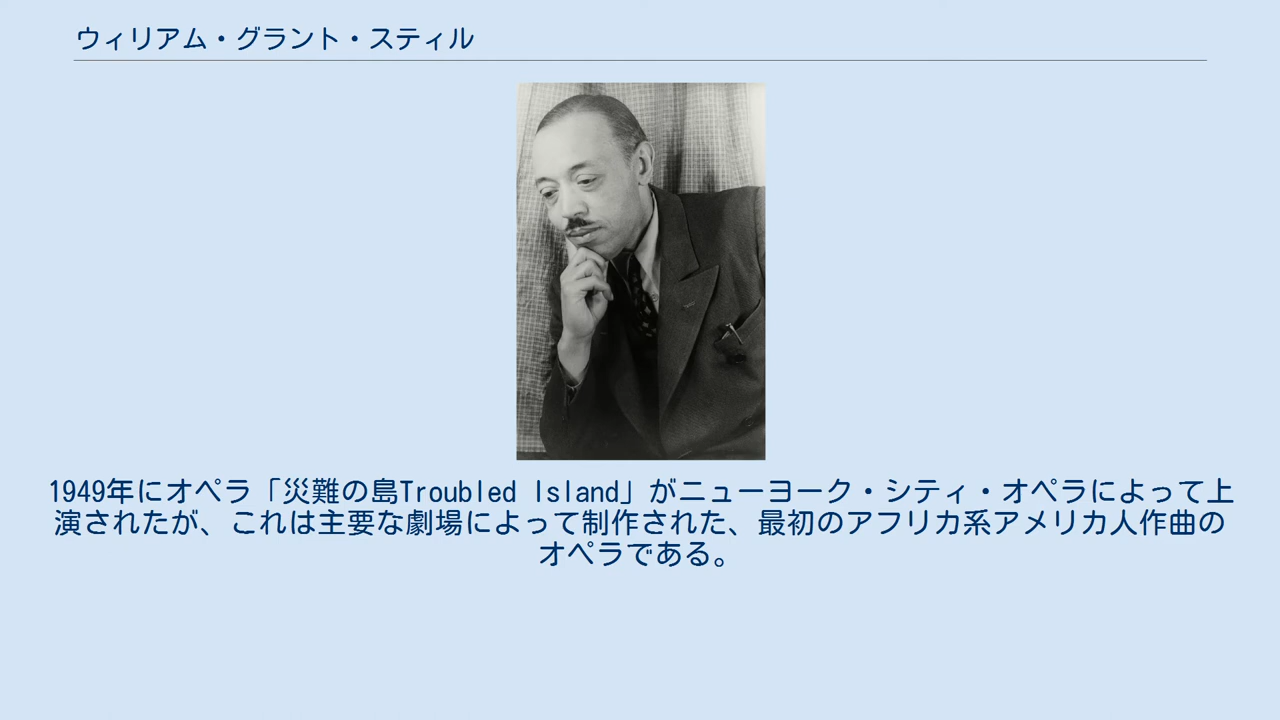 ウィリアム・グラント・スティル
1949年にオペラ「災難の島Troubled Island」がニューヨーク・シティ・オペラによって上
演されたが、これは主要な劇場によって制作された、最初のアフリカ系アメリカ人作曲の
オペラである。